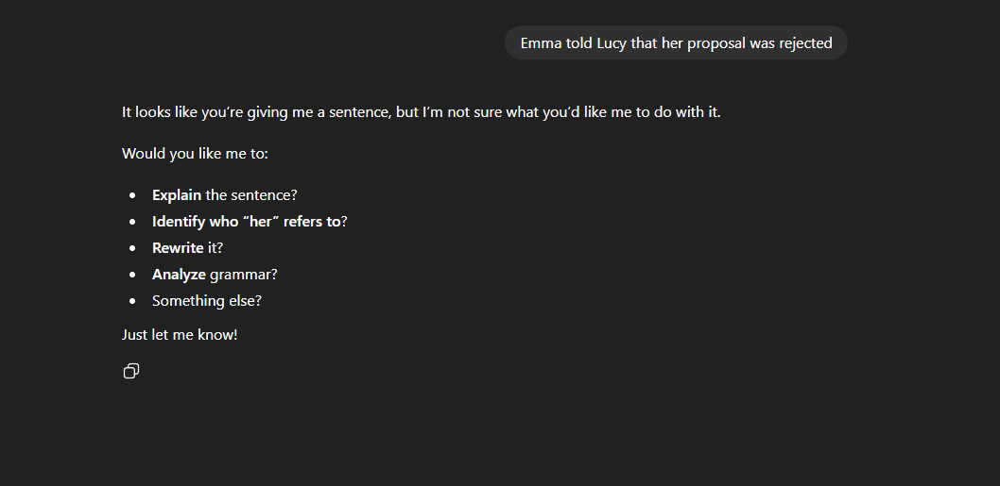 Emma told Lucy that her proposal was rejected
It looks like you're giving me a sentence, but I'm not sure what you'd like me to do with it.
Would you like me to:
• Explain the sentence?
• Identify who “her” refers to?
• Rewrite it?
• Analyze grammar?
• Something else?
Just let me know!